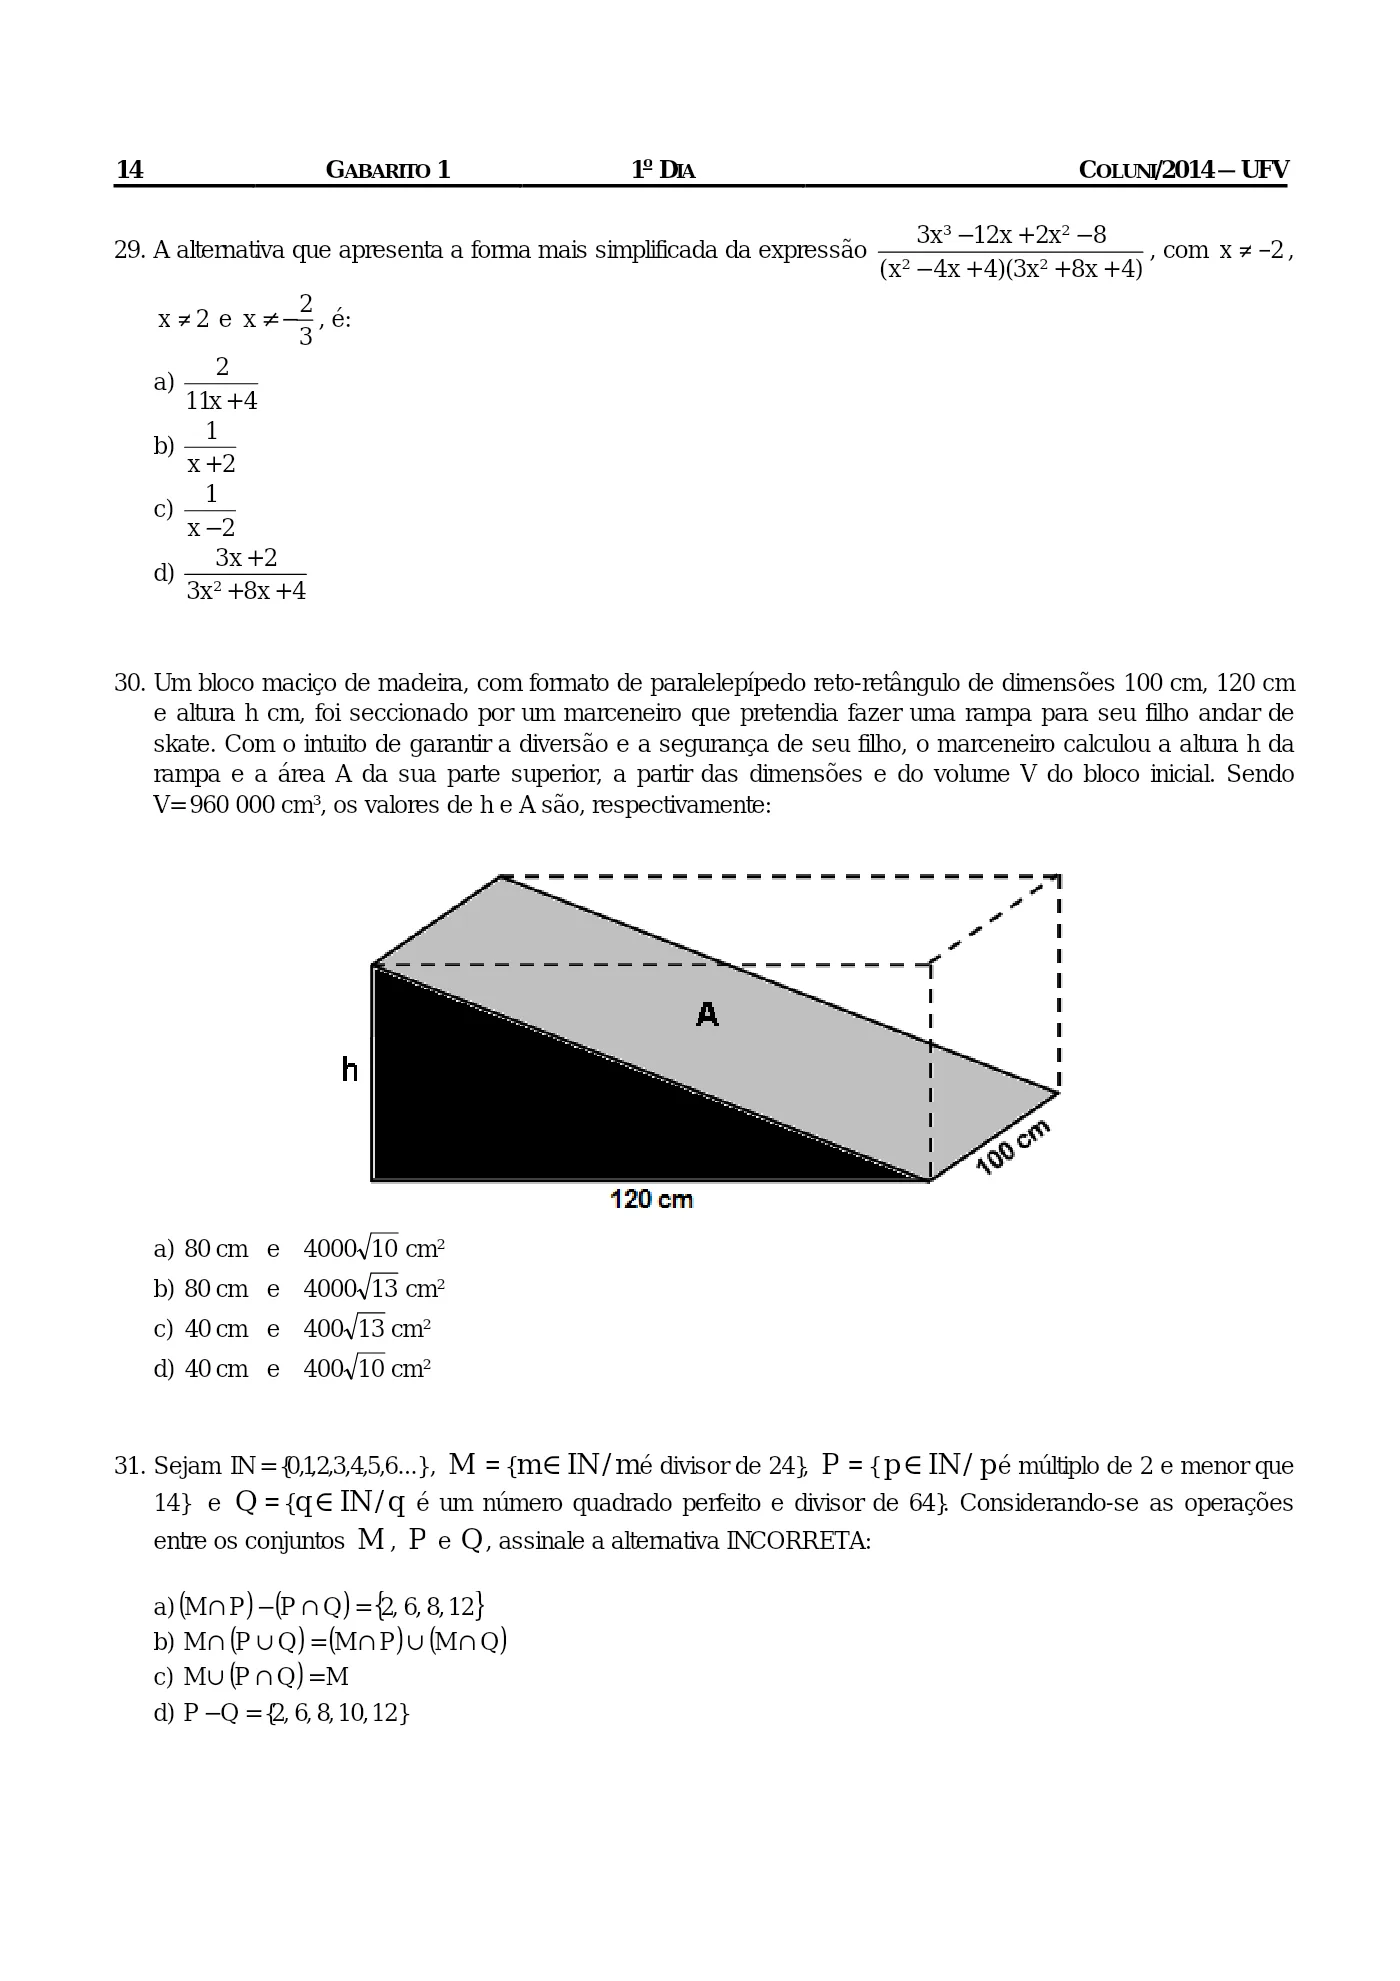 14 GABARITO 1 1º DIA COLUNI/2014 — UFV
29. A alternativa que apresenta a forma mais simplificada da expressão (3x³ − 12x + 2x² − 8)/((x² − 4x + 4)(3x² + 8x + 4)), com x ≠ −2,
x ≠ 2 e x ≠ −2/3, é:
a) 2/(11x + 4)
b) 1/(x + 2)
c) 1/(x − 2)
d) (3x + 2)/(3x² + 8x + 4)
30. Um bloco maciço de madeira, com formato de paralelepípedo reto-retângulo de dimensões 100 cm, 120 cm
e altura h cm, foi seccionado por um marceneiro que pretendia fazer uma rampa para seu filho andar de
skate. Com o intuito de garantir a diversão e a segurança de seu filho, o marceneiro calculou a altura h da
rampa e a área A da sua parte superior, a partir das dimensões e do volume V do bloco inicial. Sendo
V= 960 000 cm³, os valores de h e A são, respectivamente:
A
h
100 cm
120 cm
a) 80 cm e 4000√10 cm²
b) 80 cm e 4000√13 cm²
c) 40 cm e 400√13 cm²
d) 40 cm e 400√10 cm²
31. Sejam IN = {0,1,2,3,4,5,6...}, M = {m ∈ IN / m é divisor de 24}, P = {p ∈ IN / p é múltiplo de 2 e menor que
14} e Q = {q ∈ IN / q é um número quadrado perfeito e divisor de 64}. Considerando-se as operações
entre os conjuntos M, P e Q, assinale a alternativa INCORRETA:
a) (M ∩ P) − (P ∩ Q) = {2, 6, 8, 12}
b) M ∩ (P ∪ Q) = (M ∩ P) ∪ (M ∩ Q)
c) M ∪ (P ∩ Q) = M
d) P − Q = {2, 6, 8, 10, 12}